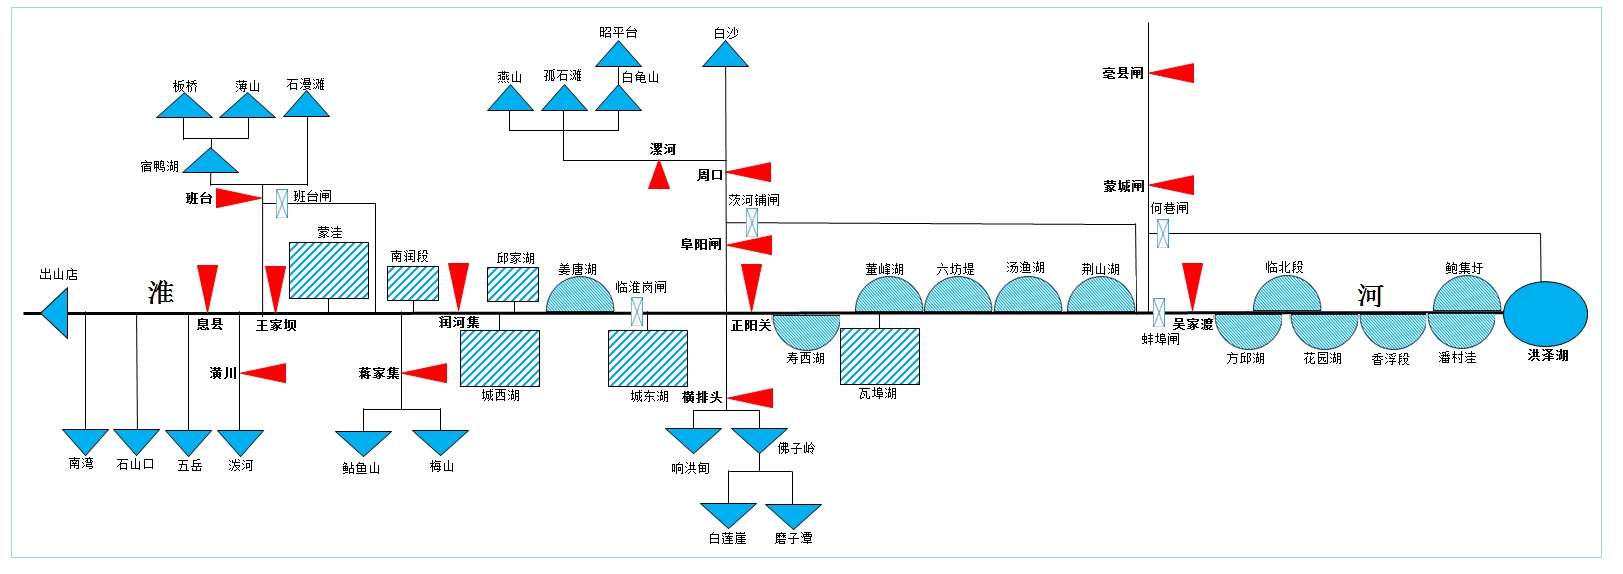 昭平台
白沙
燕山
孤石滩
白龟山
亳县闸
板桥
薄山
石漫滩
宿鸭湖
漯河
周口
蒙城闸
班台
班台闸
茨河铺闸
何巷闸
蒙洼
南润段
邱家湖
阜阳闸
出山店
淮
姜唐湖
临淮岗闸
董峰湖
六坊堤
汤渔湖
荆山湖
临北段
河
鲍集圩
息县
王家坝
润河集
正阳关
吴家渡
蚌埠闸
寿西湖
方邱湖
花园湖
香浮段
潘村洼
洪泽湖
潢川
蒋家集
城西湖
城东湖
横排头
瓦埠湖
南湾
石山口
五岳
泼河
鲇鱼山
梅山
响洪甸
佛子岭
白莲崖
磨子潭